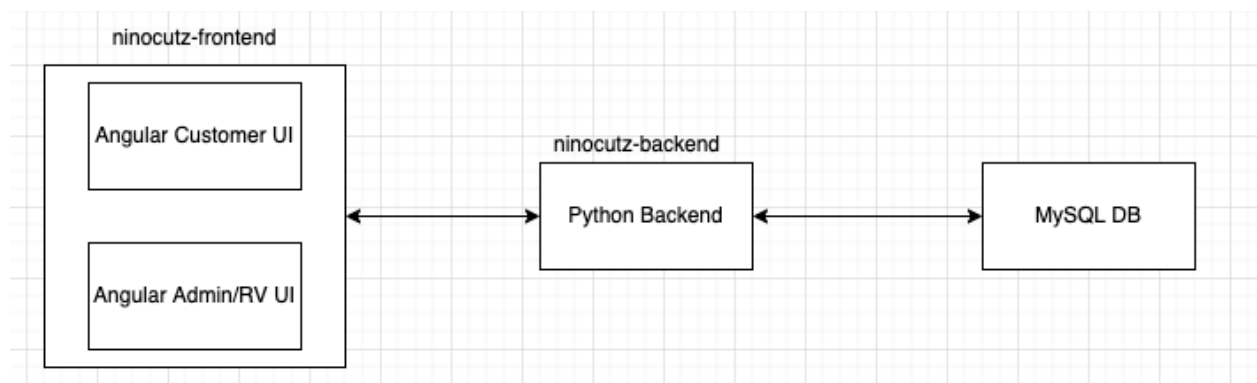 ninocutz-frontend
Angular Customer UI
Angular Admin/RV UI
ninocutz-backend
Python Backend
MySQL DB